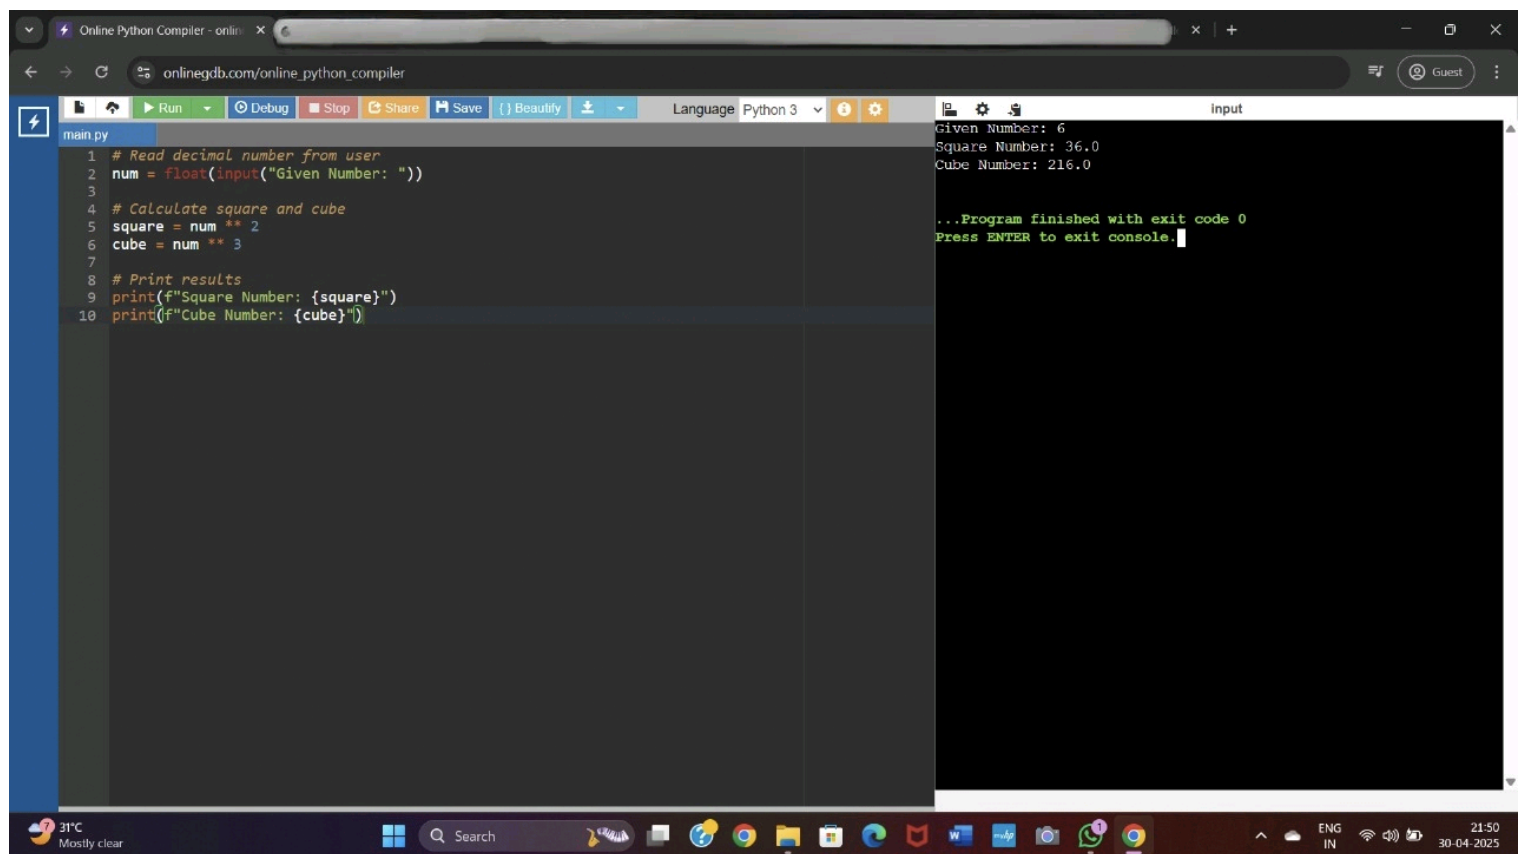 Online Python Compiler - onlin
onlinegdb.com/online_python_compiler
Guest
Run
Debug
Stop
Share
Save
{ } Beautify
Language Python 3
input
main.py
1 # Read decimal number from user
2 num = float(input("Given Number: "))
3
4 # Calculate square and cube
5 square = num ** 2
6 cube = num ** 3
7
8 # Print results
9 print(f"Square Number: {square}")
10 print(f"Cube Number: {cube}")
Given Number: 6
Square Number: 36.0
Cube Number: 216.0
...Program finished with exit code 0
Press ENTER to exit console.
7
31°C
Mostly clear
Search
W
1
ENG
IN
21:50
30-04-2025